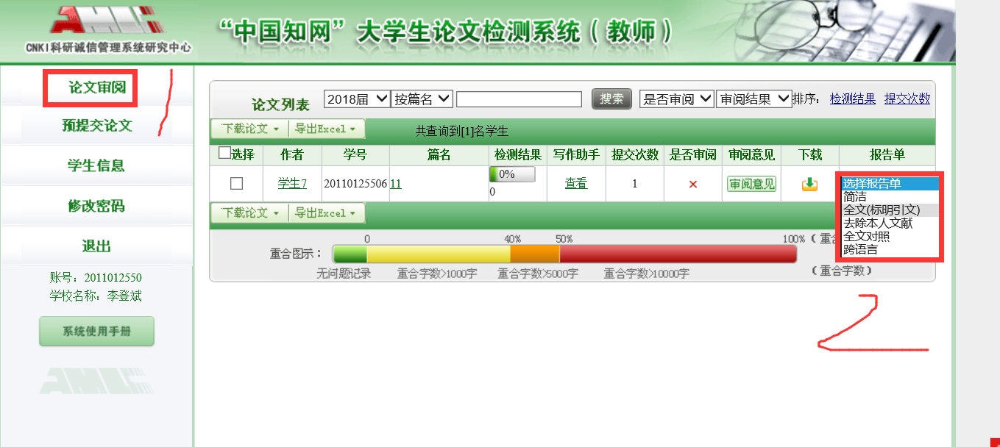 AMLC
CNKI科研诚信管理系统研究中心
“中国知网”大学生论文检测系统（教师）
论文审阅
预提交论文
学生信息
修改密码
退出
账号：2011012550
学校名称：李登斌
系统使用手册
AMLC
1
论文列表 2018届 按篇名 搜索 是否审阅 审阅结果 排序： 检测结果 提交次数
下载论文 导出Excel 共查询到[1]名学生
选择 作者 学号 篇名 检测结果 写作助手 提交次数 是否审阅 审阅意见 下载 报告单
学生7 20110125506 11 0% 查看 1 × 审阅意见
0
选择报告单
简洁
全文(标明引文)
去除本人文献
全文对照
跨语言
下载论文 导出Excel
0 40% 50% 100%（重合
重合图示：
无问题记录 重合字数>1000字 重合字数>5000字 重合字数>10000字 （重合字数）
2